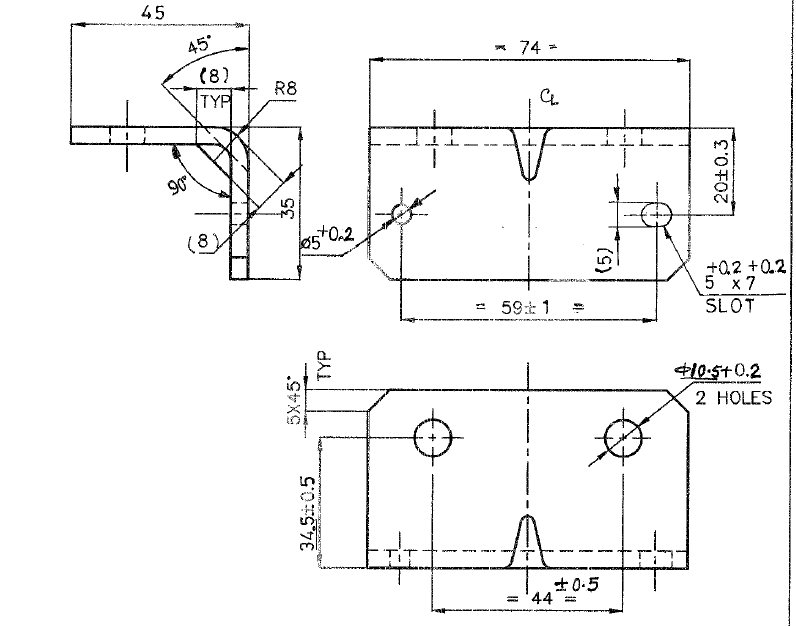 45
45°
(8)
TYP
R8
90°
35
(8)
= 74 =
CL
20±0.3
ø5+0.2
(5)
+0.2 +0.2
5 x 7
SLOT
= 59±1 =
TYP
5X45°
Φ10.5+0.2
2 HOLES
34.5±0.5
±0.5
= 44 =